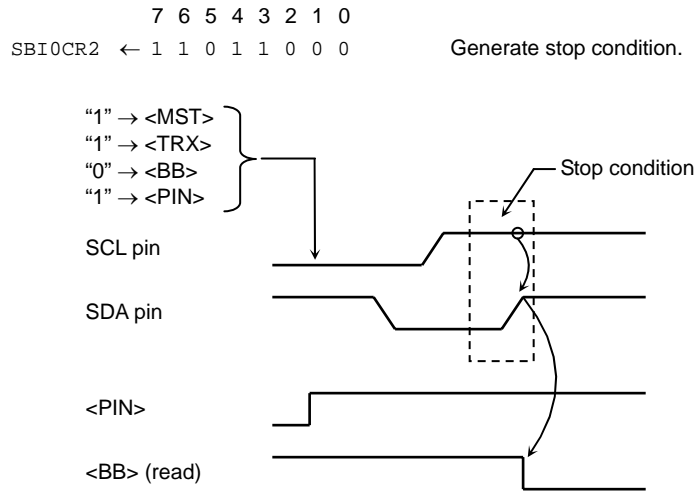 7 6 5 4 3 2 1 0
SBI0CR2 ← 1 1 0 1 1 0 0 0 Generate stop condition.
“1” → <MST>
“1” → <TRX>
“0” → <BB>
“1” → <PIN>
Stop condition
SCL pin
SDA pin
<PIN>
<BB> (read)